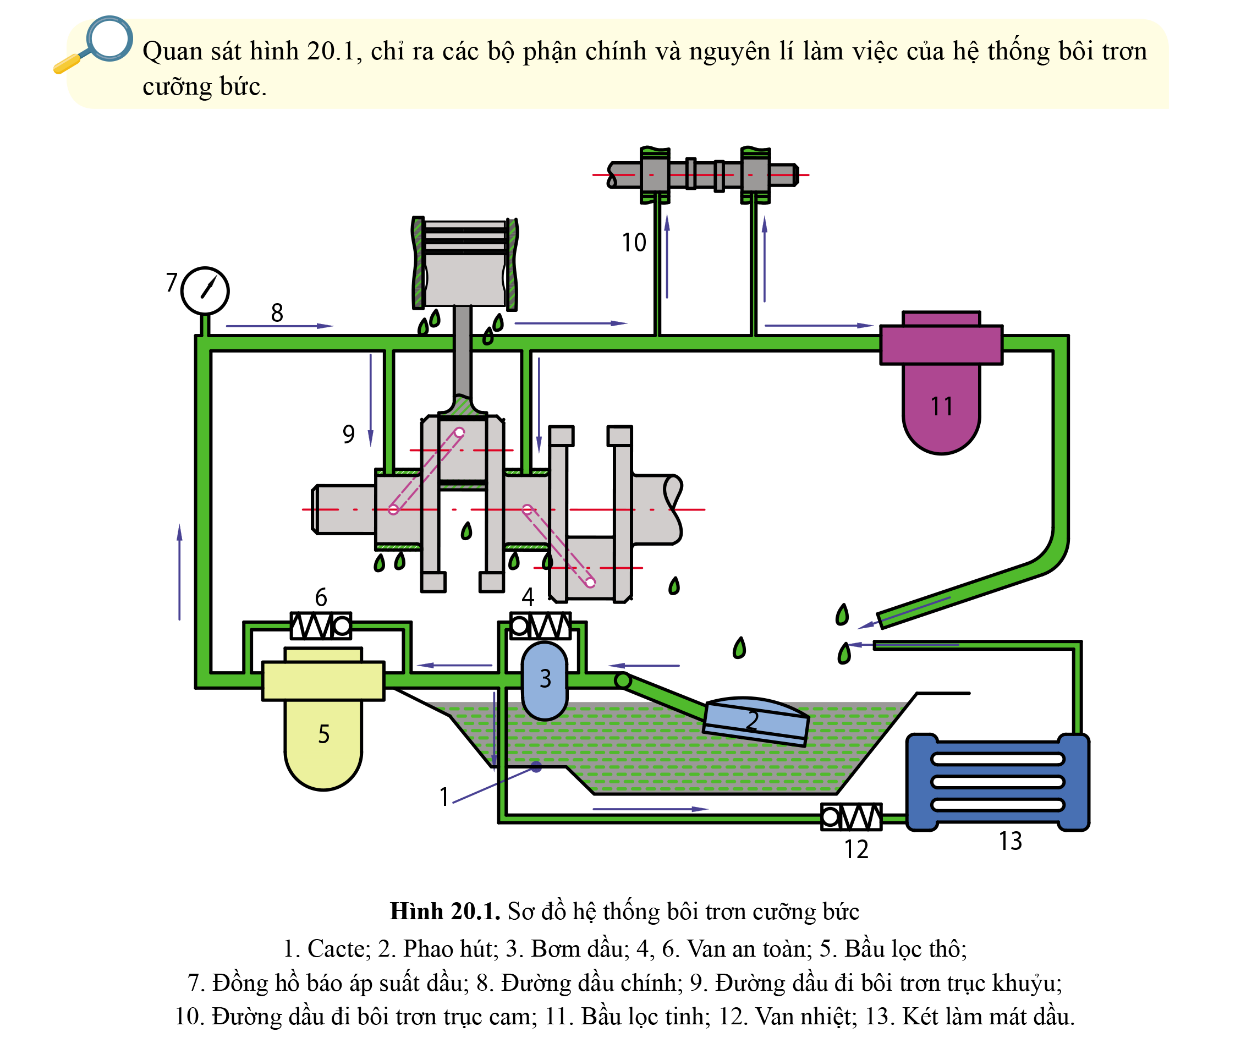 Quan sát hình 20.1, chỉ ra các bộ phận chính và nguyên lí làm việc của hệ thống bôi trơn
cưỡng bức.
10
7
8
9
11
6
4
3
2
5
1
12
13
Hình 20.1. Sơ đồ hệ thống bôi trơn cưỡng bức
1. Cacte; 2. Phao hút; 3. Bơm dầu; 4, 6. Van an toàn; 5. Bầu lọc thô;
7. Đồng hồ báo áp suất dầu; 8. Đường dầu chính; 9. Đường dầu đi bôi trơn trục khuỷu;
10. Đường dầu đi bôi trơn trục cam; 11. Bầu lọc tinh; 12. Van nhiệt; 13. Két làm mát dầu.